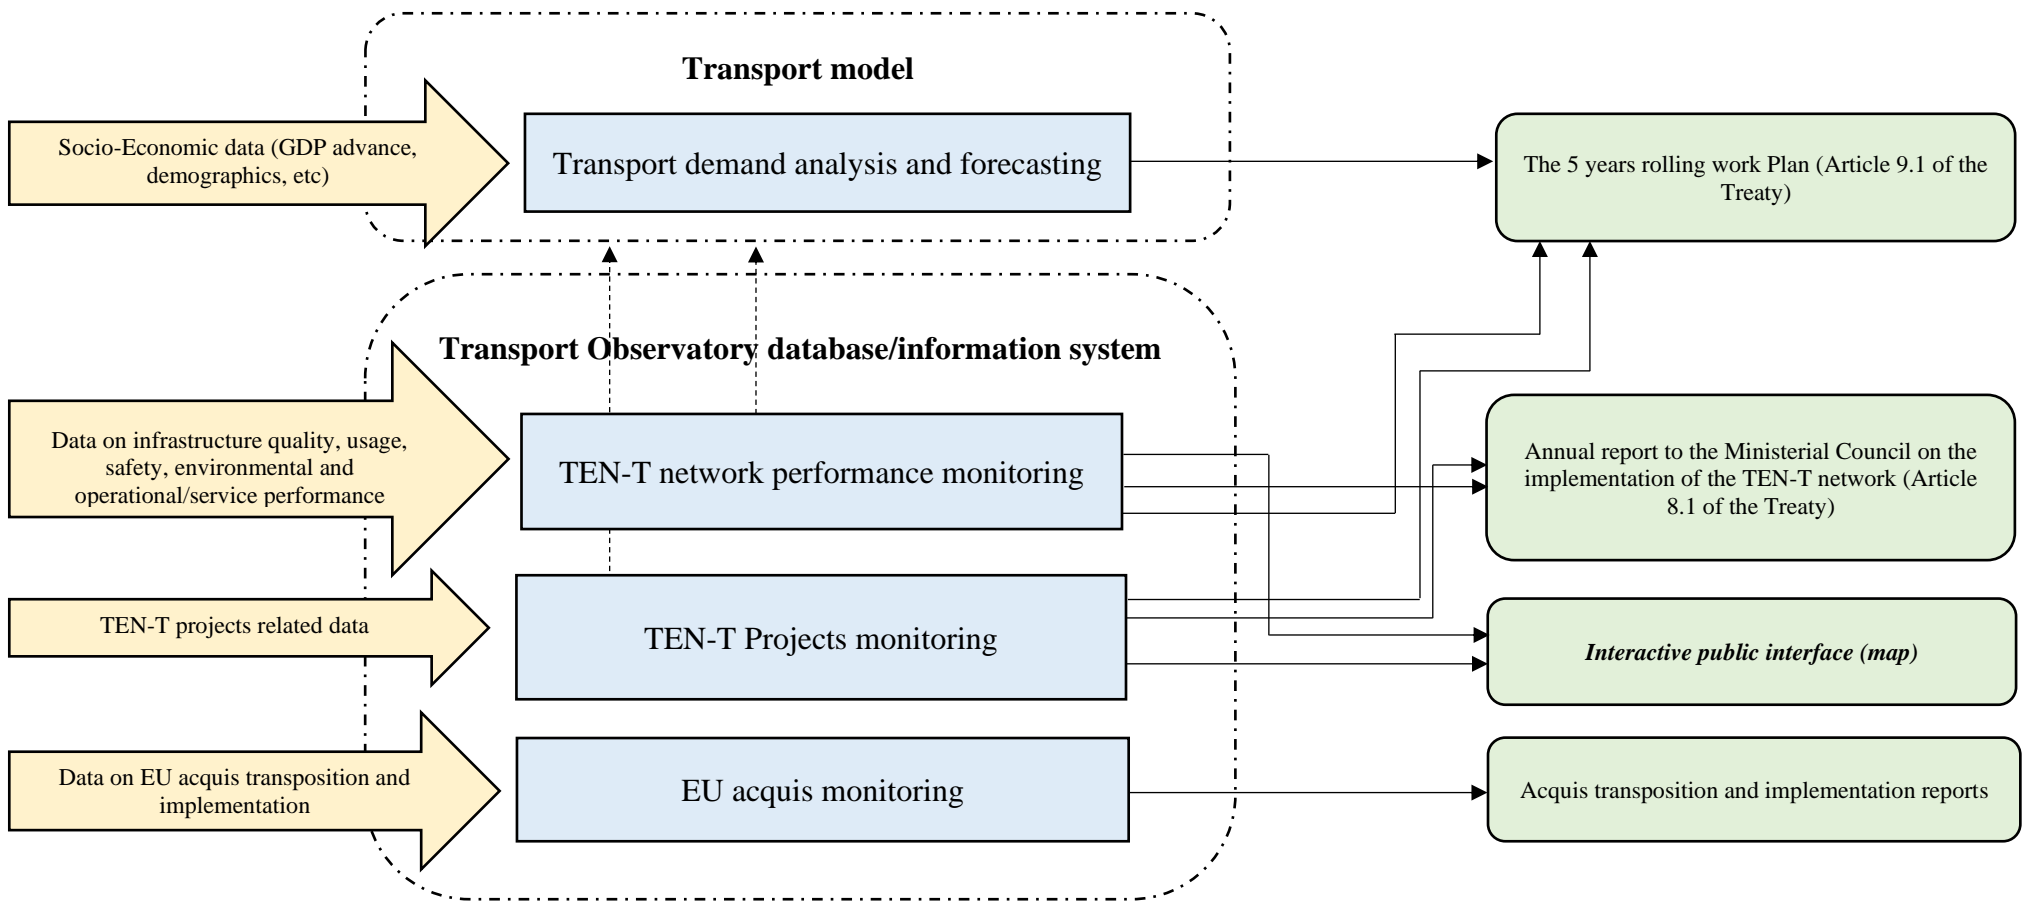 Transport model
Socio-Economic data (GDP advance,
demographics, etc)
Transport demand analysis and forecasting
The 5 years rolling work Plan (Article 9.1 of the
Treaty)
Transport Observatory database/information system
Data on infrastructure quality, usage,
safety, environmental and
operational/service performance
TEN-T network performance monitoring
Annual report to the Ministerial Council on the
implementation of the TEN-T network (Article
8.1 of the Treaty)
TEN-T projects related data
TEN-T Projects monitoring
Interactive public interface (map)
Data on EU acquis transposition and
implementation
EU acquis monitoring
Acquis transposition and implementation reports